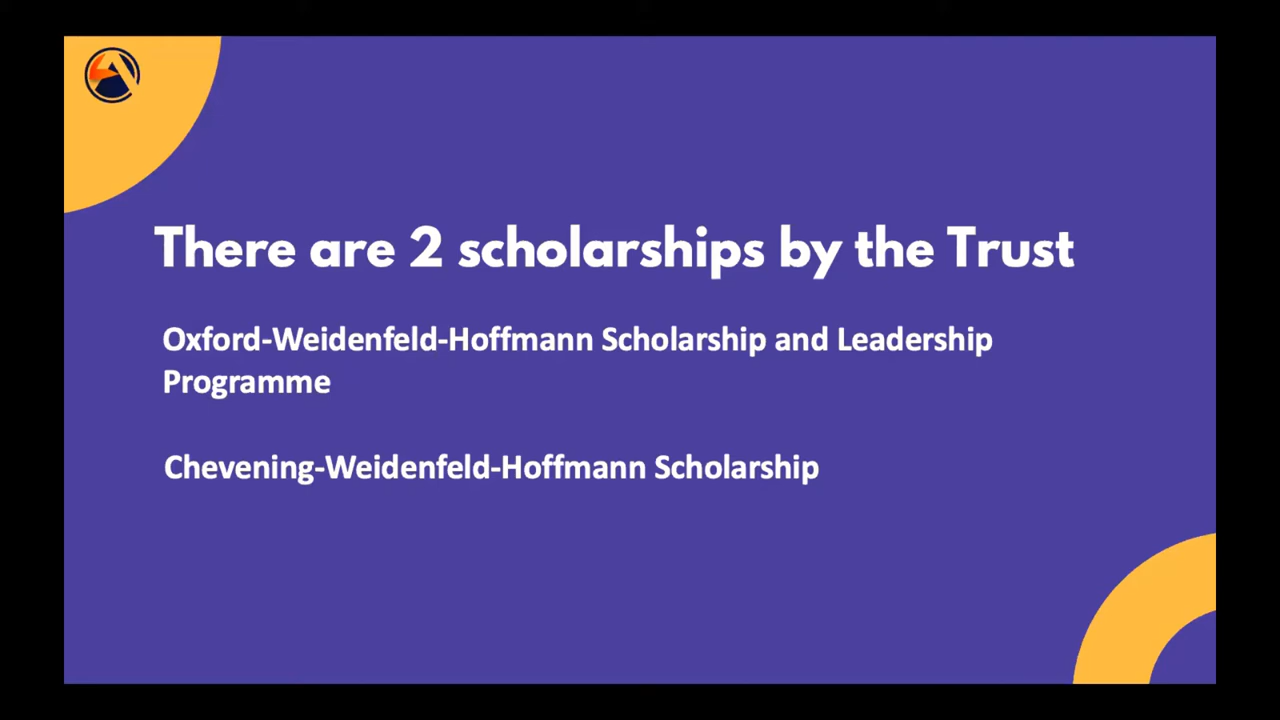 There are 2 scholarships by the Trust
Oxford-Weidenfeld-Hoffmann Scholarship and Leadership
Programme
Chevening-Weidenfeld-Hoffmann Scholarship